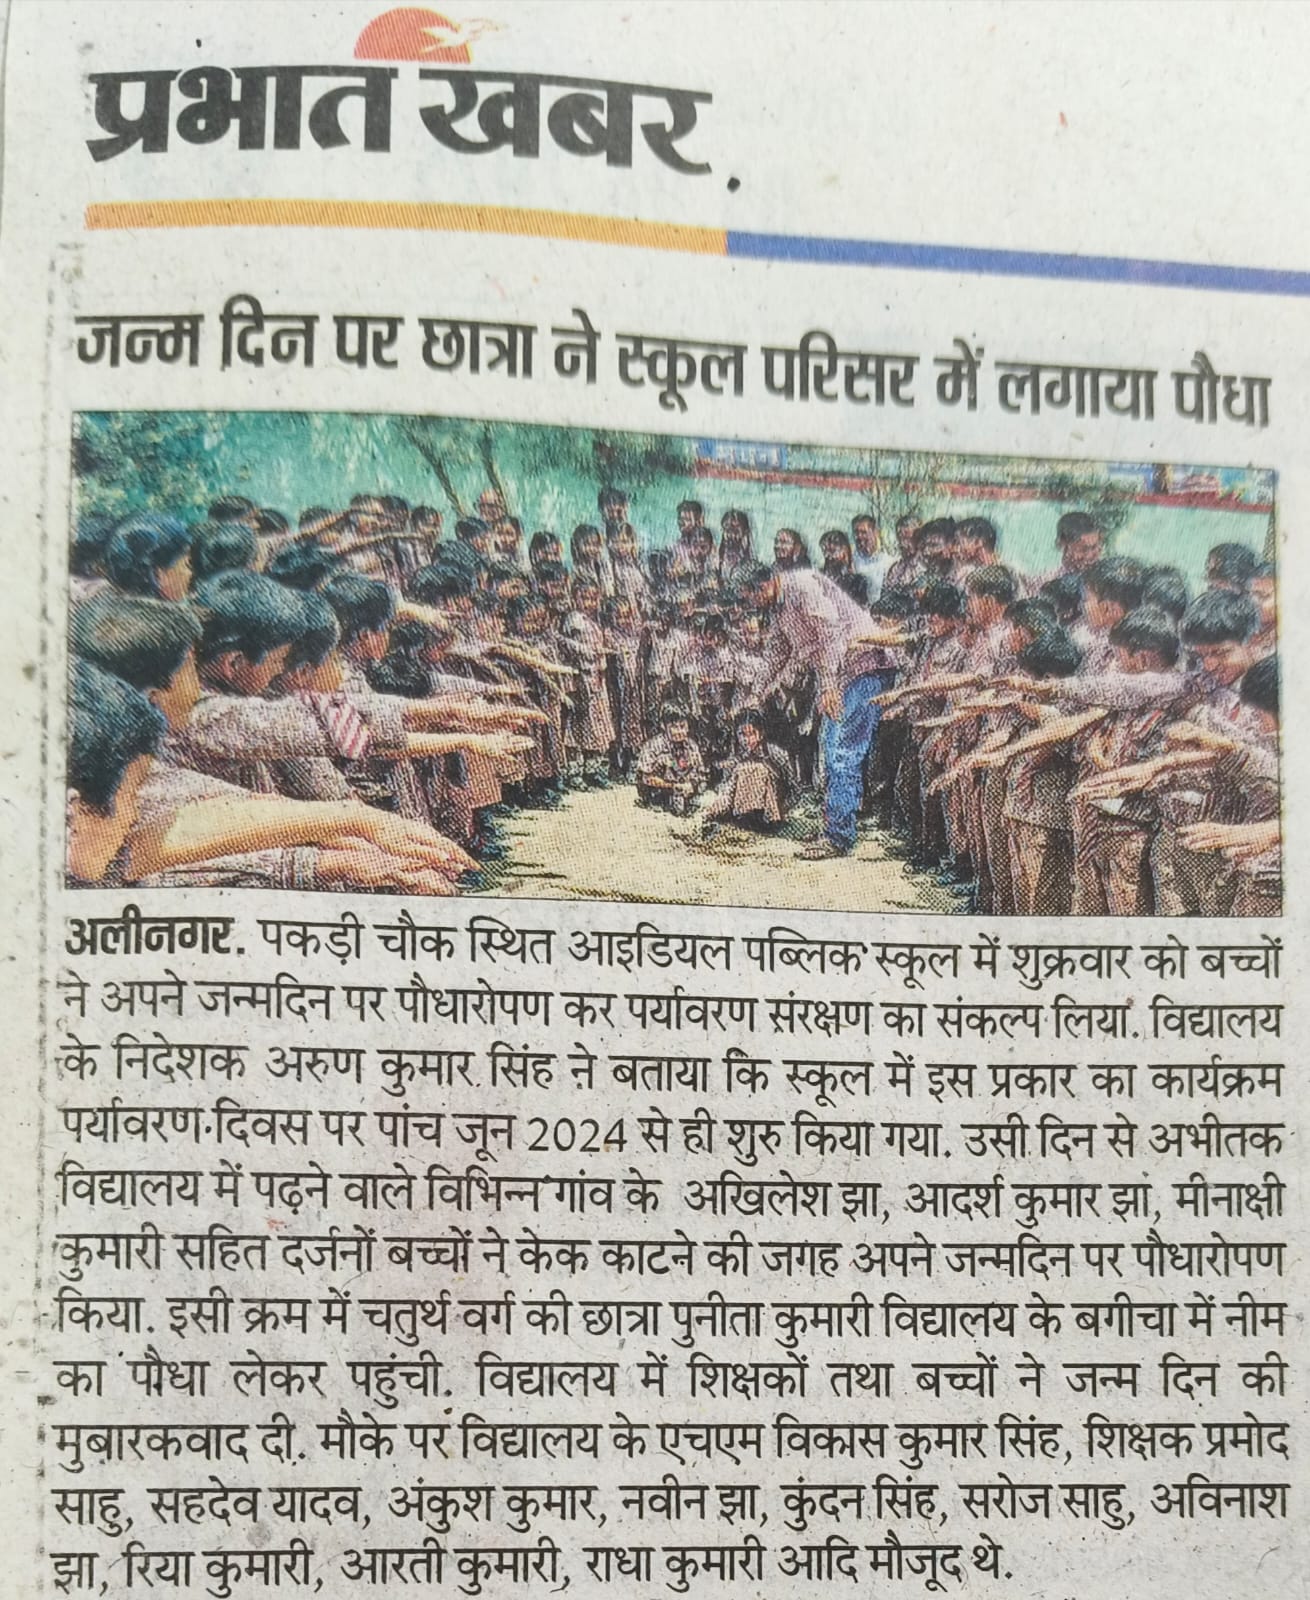 प्रभात खबर
जन्म दिन पर छात्रा ने स्कूल परिसर में लगाया पौधा
अलीनगर. पकड़ी चौक स्थित आइडियल पब्लिक स्कूल में शुक्रवार को बच्चों
ने अपने जन्मदिन पर पौधारोपण कर पर्यावरण संरक्षण का संकल्प लिया. विद्यालय
के निदेशक अरुण कुमार सिंह ने बताया कि स्कूल में इस प्रकार का कार्यक्रम
पर्यावरण दिवस पर पांच जून 2024 से ही शुरु किया गया. उसी दिन से अभीतक
विद्यालय में पढ़ने वाले विभिन्न गांव के अखिलेश झा, आदर्श कुमार झा, मीनाक्षी
कुमारी सहित दर्जनों बच्चों ने केक काटने की जगह अपने जन्मदिन पर पौधारोपण
किया. इसी क्रम में चतुर्थ वर्ग की छात्रा पुनीता कुमारी विद्यालय के बगीचा में नीम
का पौधा लेकर पहुंची. विद्यालय में शिक्षकों तथा बच्चों ने जन्म दिन की
मुबारकवाद दी. मौके पर विद्यालय के एचएम विकास कुमार सिंह, शिक्षक प्रमोद
साहु, सहदेव यादव, अंकुश कुमार, नवीन झा, कुंदन सिंह, सरोज साहु, अविनाश
झा, रिया कुमारी, आरती कुमारी, राधा कुमारी आदि मौजूद थे.